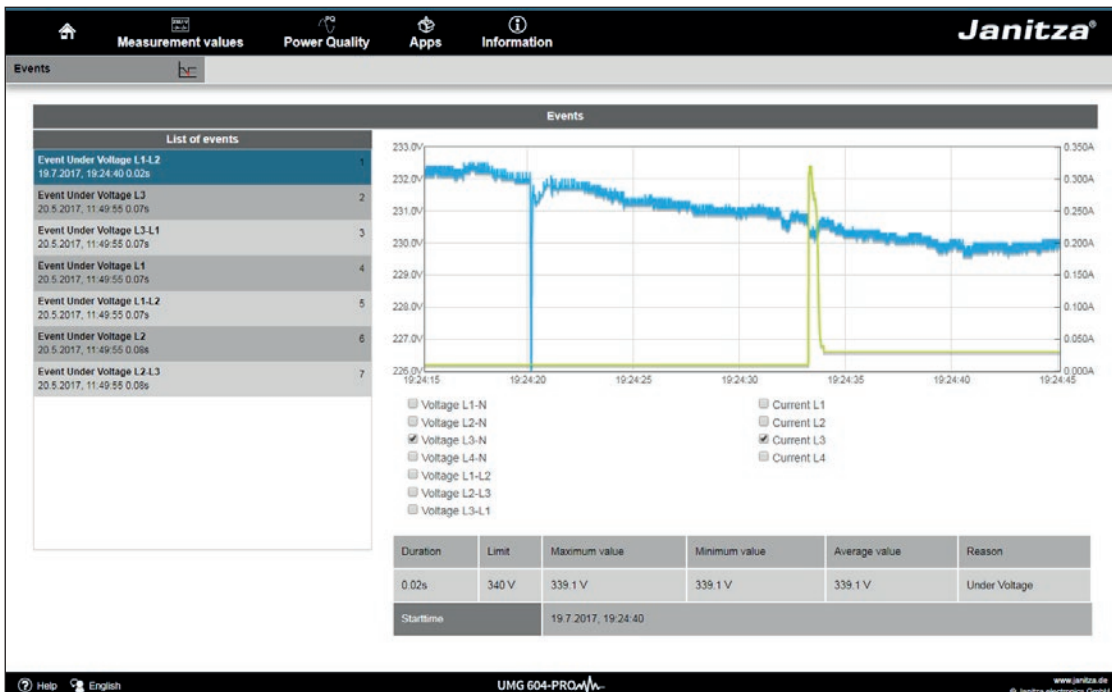 Measurement values Power Quality Apps Information Janitza®
Events
Events
List of events
Event Under Voltage L1-L2 1
19.7.2017, 19:24:40 0.02s
Event Under Voltage L3 2
20.5.2017, 11:49:55 0.07s
Event Under Voltage L3-L1 3
20.5.2017, 11:49:55 0.07s
Event Under Voltage L1 4
20.5.2017, 11:49:55 0.07s
Event Under Voltage L1-L2 5
20.5.2017, 11:49:55 0.07s
Event Under Voltage L2 6
20.5.2017, 11:49:55 0.08s
Event Under Voltage L2-L3 7
20.5.2017, 11:49:55 0.08s
233.0V 0.350A
232.0V 0.300A
231.0V 0.250A
230.0V 0.200A
229.0V 0.150A
228.0V 0.100A
227.0V 0.050A
226.0V 0.000A
19:24:15 19:24:20 19:24:25 19:24:30 19:24:35 19:24:40 19:24:45
Voltage L1-N Current L1
Voltage L2-N Current L2
Voltage L3-N Current L3
Voltage L4-N Current L4
Voltage L1-L2
Voltage L2-L3
Voltage L3-L1
Duration Limit Maximum value Minimum value Average value Reason
0.02s 340 V 339.1 V 339.1 V 339.1 V Under Voltage
Starttime 19.7.2017, 19:24:40
Help English UMG 604-PRO www.janitza.de
© Janitza electronics GmbH